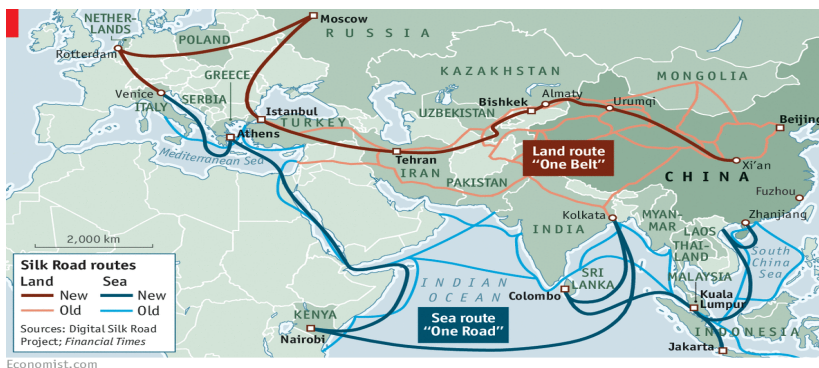 NETHER-
LANDS
Moscow
RUSSIA
POLAND
Rotterdam
GREECE
KAZAKHSTAN
MONGOLIA
Venice
ITALY
SERBIA
Bishkek
Almaty
Urumqi
Istanbul
TURKEY
UZBEKISTAN
Beijing
Athens
Mediterranean Sea
Tehran
IRAN
Land route
“One Belt”
Xi’an
CHINA
PAKISTAN
Fuzhou
Kolkata
MYAN-
MAR
Zhanjiang
INDIA
LAOS
2,000 km
THAI-
LAND
South
China
Sea
Silk Road routes
Land Sea
New New
Old Old
Sources: Digital Silk Road
Project; Financial Times
INDIAN
OCEAN
SRI
LANKA
MALAYSIA
Colombo
Kuala
Lumpur
KENYA
Sea route
“One Road”
Nairobi
INDONESIA
Jakarta
Economist.com